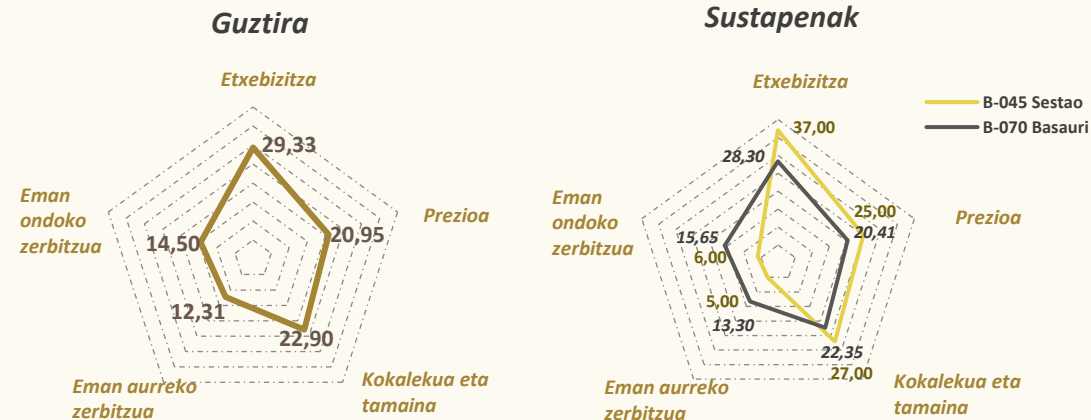 Guztira
Etxebizitza
29,33
Prezioa
20,95
Kokalekua eta
tamaina
22,90
Eman aurreko
zerbitzua
12,31
Eman
ondoko
zerbitzua
14,50
Sustapenak
B-045 Sestao
B-070 Basauri
Etxebizitza
37,00
28,30
Prezioa
25,00
20,41
Kokalekua eta
tamaina
22,35
27,00
Eman aurreko
zerbitzua
5,00
13,30
Eman
ondoko
zerbitzua
15,65
6,00